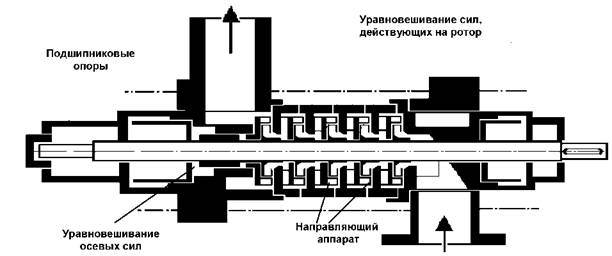 Уравновешивание сил,
действующих на ротор
Подшипниковые
опоры
Уравновешивание
осевых сил
Направляющий
аппарат